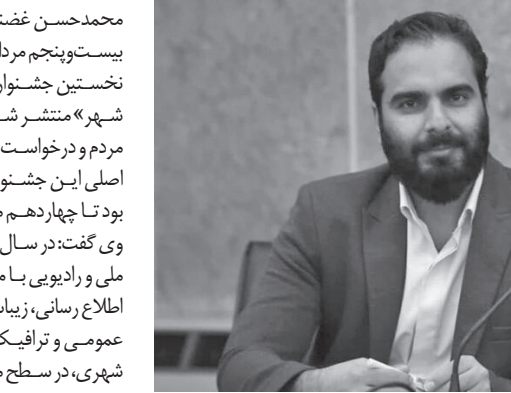 محمدحسن
بیست‌وپنجم
نخستین
شهر» منتشر
مردم و درخواست
اصلی این
بود تا چهاردهم
وی گفت: در سال
ملی و رادیویی با
اطلاع رسانی،
عمومی و
شهری، در سطح